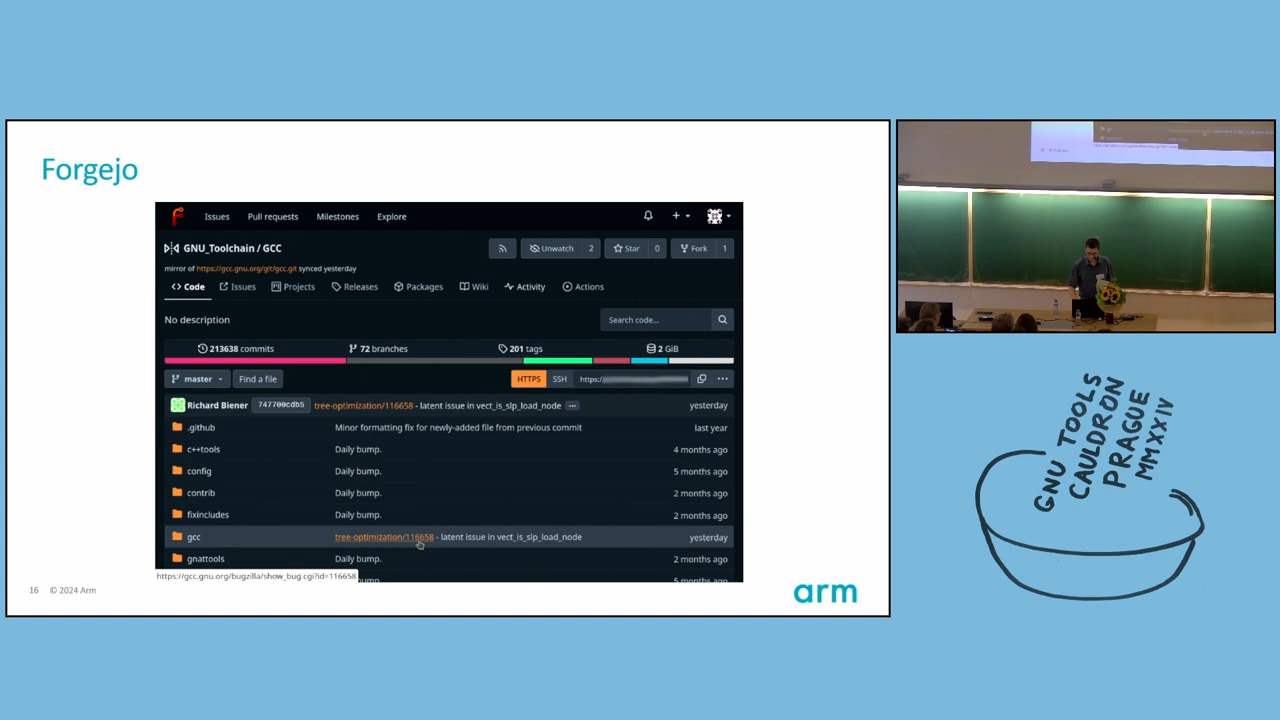 Forgejo
Issues Pull requests Milestones Explore
GNU_Toolchain / GCC
Unwatch 2 Star 0 Fork 1
mirror of https://gcc.gnu.org/git/gcc.git synced yesterday
Code Issues Projects Releases Packages Wiki Activity Actions
No description
Search code...
213638 commits 72 branches 201 tags 2 GiB
master Find a file HTTPS SSH https:/
Richard Biener 747700cdb5 tree-optimization/116658 - latent issue in vect_is_slp_load_node ... yesterday
.github Minor formatting fix for newly-added file from previous commit last year
c++tools Daily bump. 4 months ago
config Daily bump. 5 months ago
contrib Daily bump. 2 months ago
fixincludes Daily bump. 2 months ago
gcc tree-optimization/116658 - latent issue in vect_is_slp_load_node yesterday
gnattools Daily bump. 2 months ago
https://gcc.gnu.org/bugzilla/show_bug.cgi?id=116658
16 © 2024 Arm
arm
GNU TOOLS
CAULDRON
PRAGUE
MMXXIV